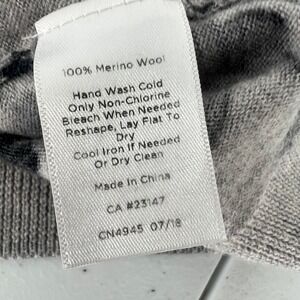 100% Merino Wool
Hand Wash Cold
Only Non-Chlorine
Bleach When Needed
Reshape, Lay Flat To
Dry
Cool Iron If Needed
Or Dry Clean
Made in China
CA #23147
CN4945 07/18